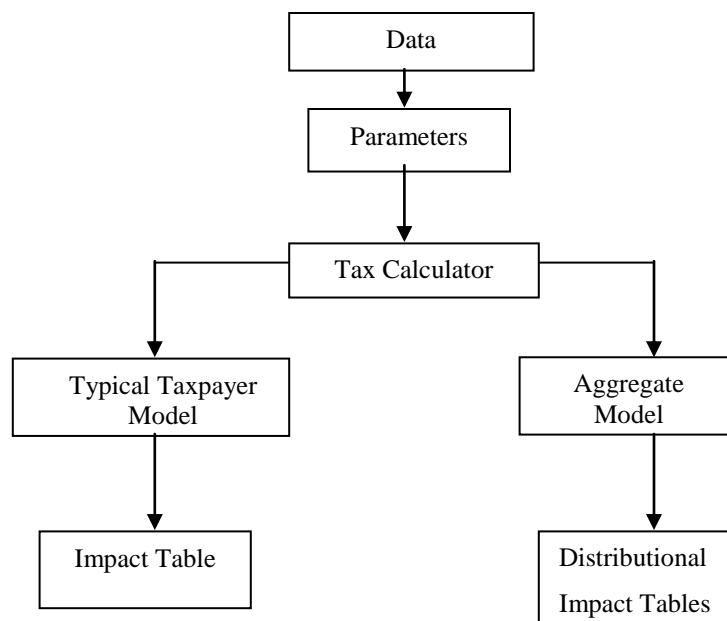 Data
Parameters
Tax Calculator
Typical Taxpayer
Model
Aggregate
Model
Impact Table
Distributional
Impact Tables